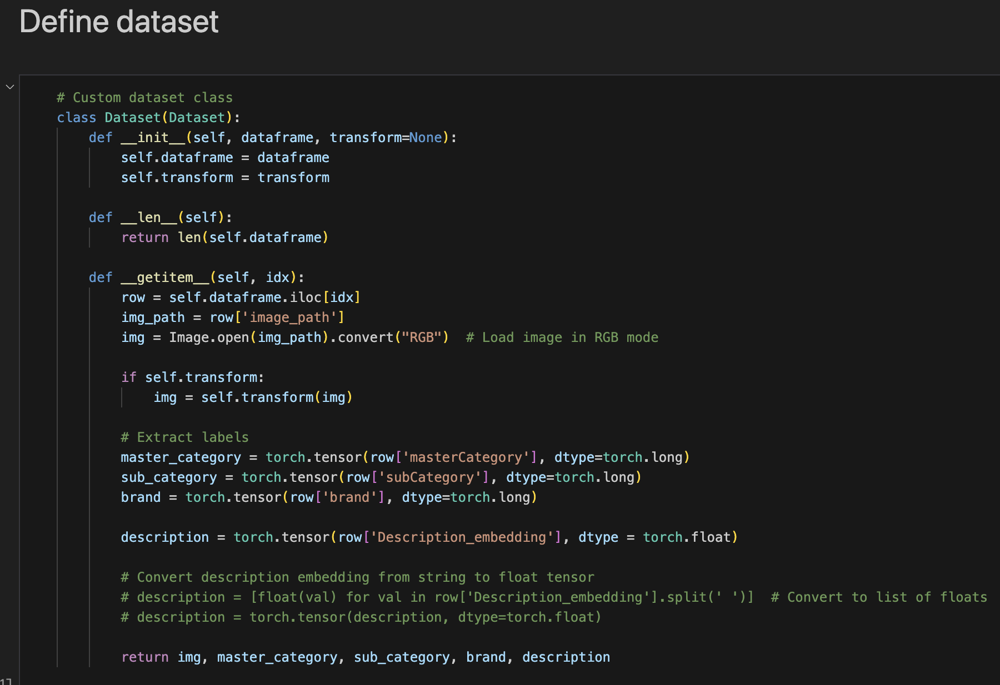 Define dataset
# Custom dataset class
class Dataset(Dataset):
def __init__(self, dataframe, transform=None):
self.dataframe = dataframe
self.transform = transform
def __len__(self):
return len(self.dataframe)
def __getitem__(self, idx):
row = self.dataframe.iloc[idx]
img_path = row['image_path']
img = Image.open(img_path).convert("RGB")  # Load image in RGB mode
if self.transform:
img = self.transform(img)
# Extract labels
master_category = torch.tensor(row['masterCategory'], dtype=torch.long)
sub_category = torch.tensor(row['subCategory'], dtype=torch.long)
brand = torch.tensor(row['brand'], dtype=torch.long)
description = torch.tensor(row['Description_embedding'], dtype = torch.float)
# Convert description embedding from string to float tensor
# description = [float(val) for val in row['Description_embedding'].split(' ')]  # Convert to list of floats
# description = torch.tensor(description, dtype=torch.float)
return img, master_category, sub_category, brand, description